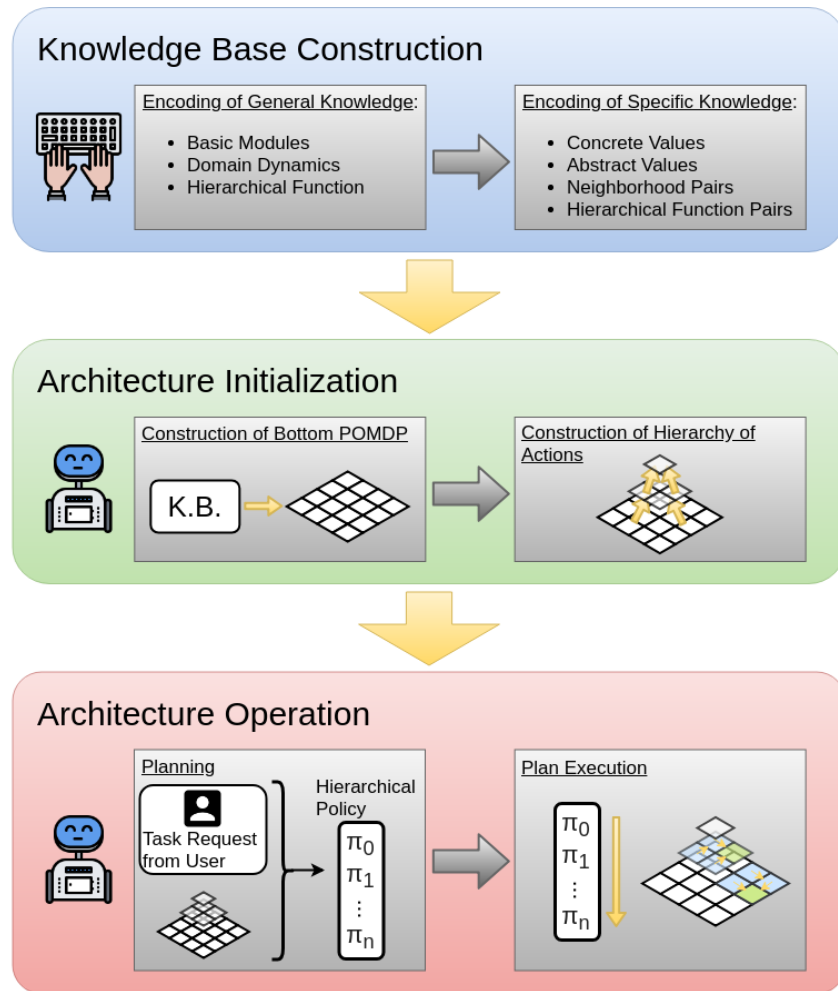 Knowledge Base Construction
Encoding of General Knowledge:
• Basic Modules
• Domain Dynamics
• Hierarchical Function
Encoding of Specific Knowledge:
• Concrete Values
• Abstract Values
• Neighborhood Pairs
• Hierarchical Function Pairs
Architecture Initialization
Construction of Bottom POMDP
K.B.
Construction of Hierarchy of
Actions
Architecture Operation
Planning
Task Request
from User
Hierarchical
Policy
π0
π1
⋮
πn
Plan Execution
π0
π1
⋮
πn